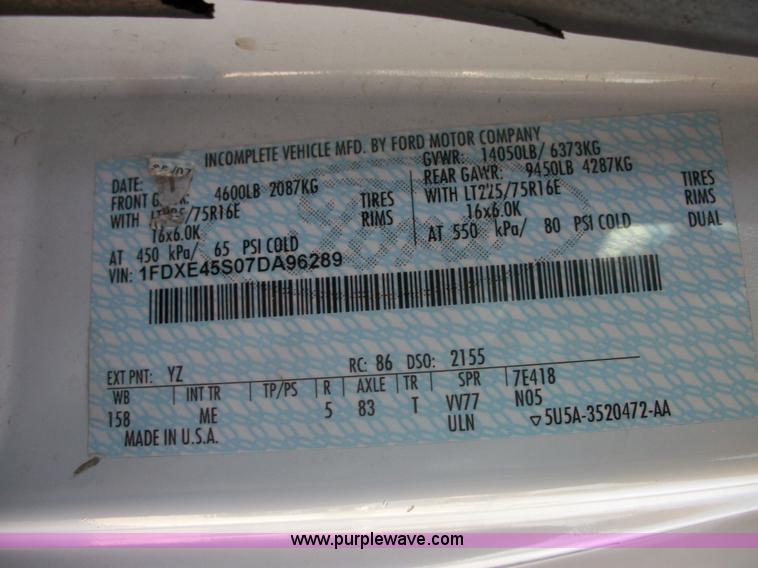 INCOMPLETE VEHICLE MFD. BY FORD MOTOR COMPANY
DATE: GVWR: 14050LB/ 6373KG
FRONT 4600LB 2087KG REAR GAWR: 9450LB 4287KG
WITH /75R16E TIRES WITH LT225/75R16E TIRES
16x6.0K RIMS 16x6.0K RIMS
AT 450 kPa/ 65 PSI COLD AT 550 kPa/ 80 PSI COLD DUAL
VIN: 1FDXE45S07DA96289
EXT PNT: YZ RC: 86 DSO: 2155
WB INT TR TP/PS R AXLE TR SPR 7E418
158 ME 5 83 T VV77 N05
MADE IN U.S.A. ULN 5U5A-3520472-AA
www.purplewave.com